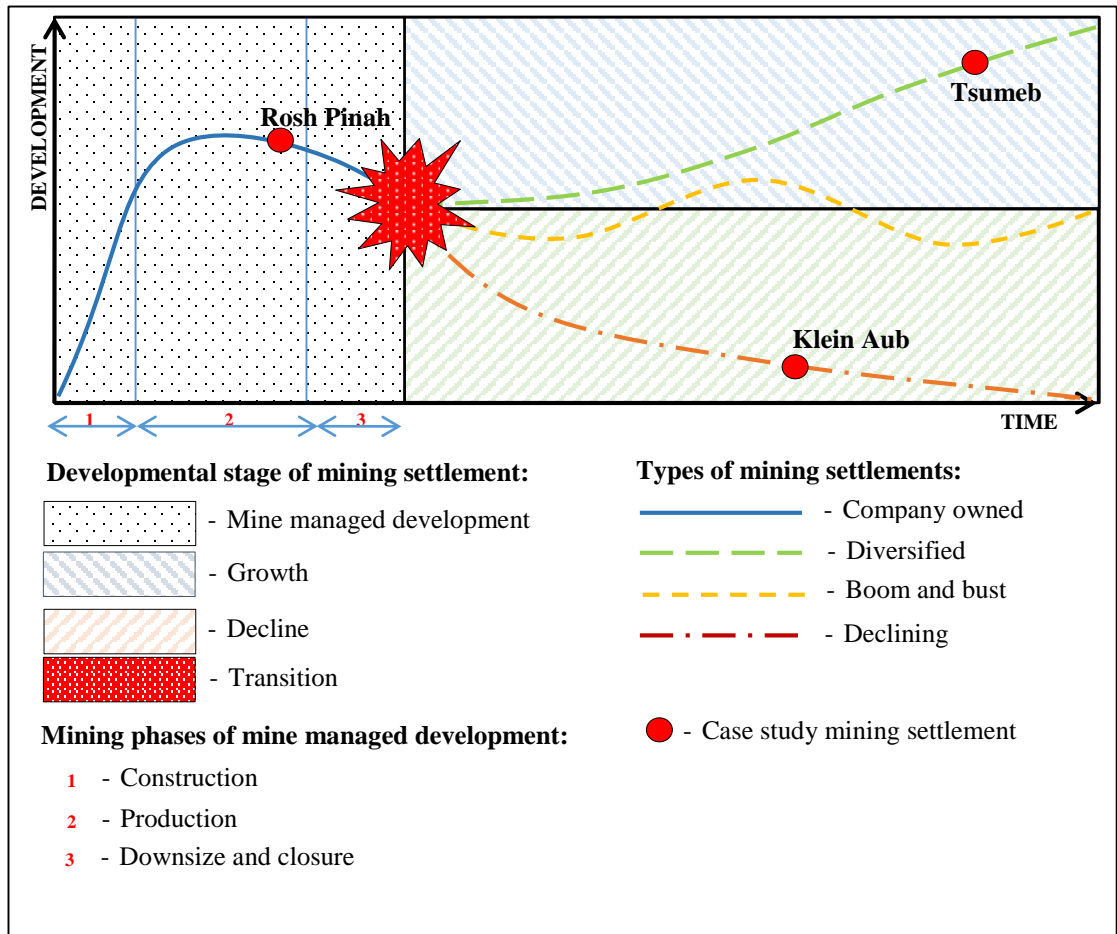 DEVELOPMENT
Rosh Pinah
Tsumeb
Klein Aub
TIME
1
2
3
Developmental stage of mining settlement:
- Mine managed development
- Growth
- Decline
- Transition
Mining phases of mine managed development:
1 - Construction
2 - Production
3 - Downsize and closure
Types of mining settlements:
- Company owned
- Diversified
- Boom and bust
- Declining
- Case study mining settlement